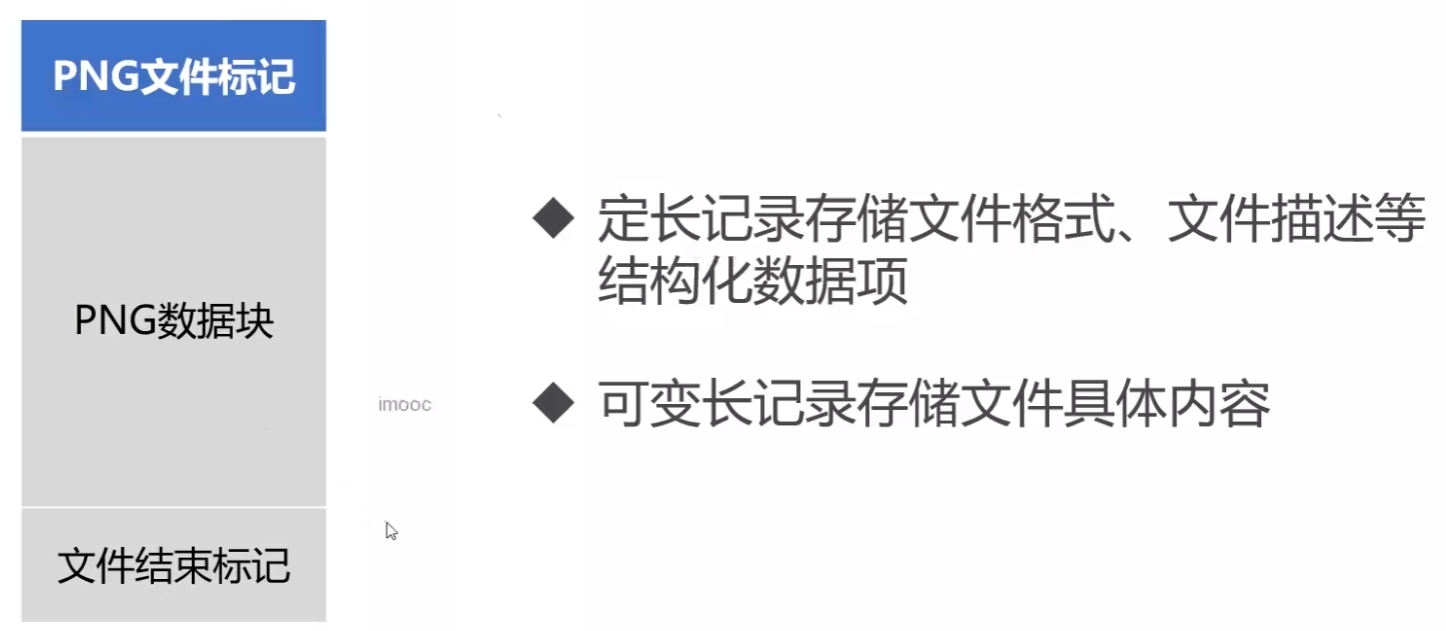 PNG文件标记
PNG数据块
文件结束标记
imooc
◆ 定长记录存储文件格式、文件描述等
结构化数据项
◆ 可变长记录存储文件具体内容